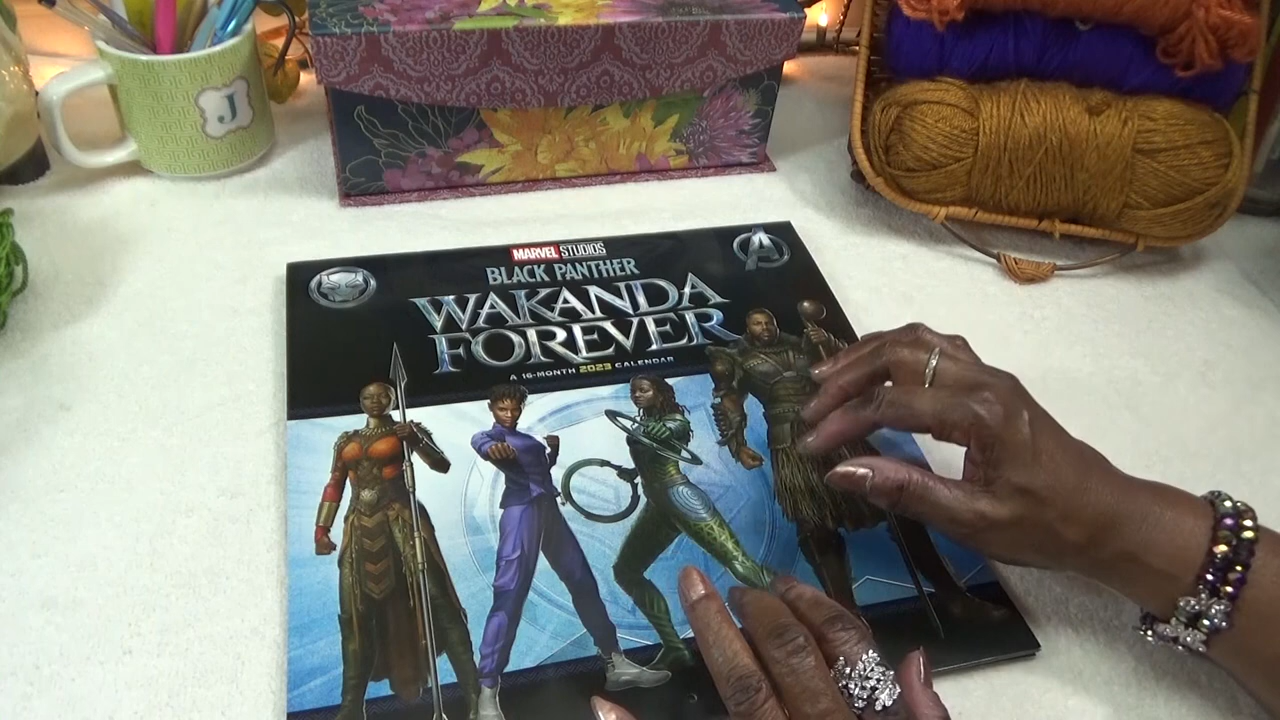 J
MARVEL STUDIOS
BLACK PANTHER
WAKANDA
FOREVER
A 16-MONTH 2023 CALENDAR
A